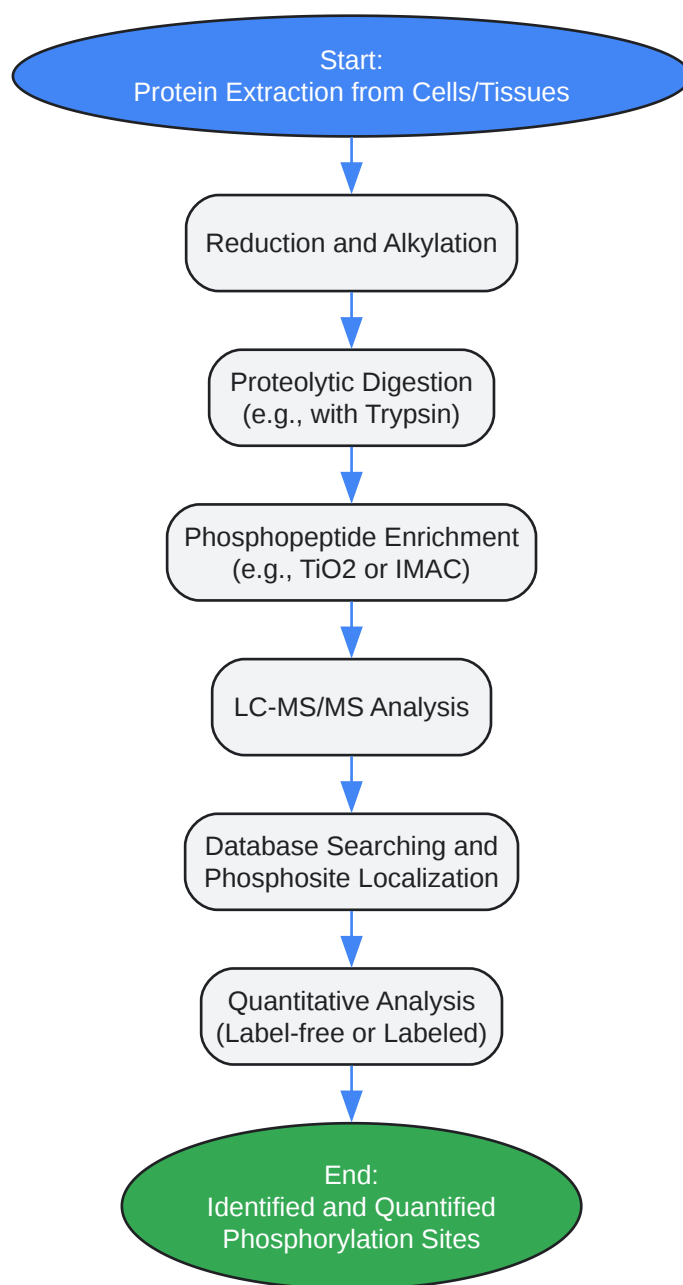 Start:
Protein Extraction from Cells/Tissues
Reduction and Alkylation
Proteolytic Digestion
(e.g., with Trypsin)
Phosphopeptide Enrichment
(e.g., TiO2 or IMAC)
LC-MS/MS Analysis
Database Searching and
Phosphosite Localization
Quantitative Analysis
(Label-free or Labeled)
End:
Identified and Quantified
Phosphorylation Sites